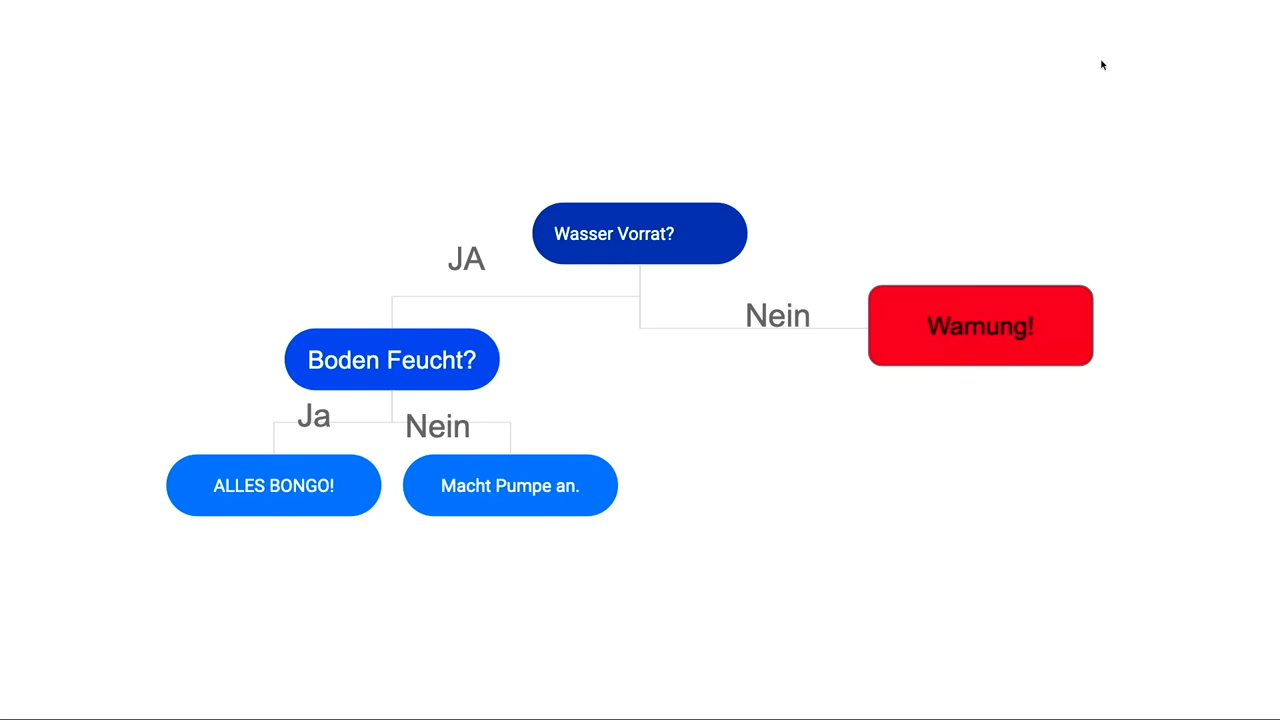 Wasser Vorrat?
JA
Nein
Warnung!
Boden Feucht?
Ja
Nein
ALLES BONGO!
Macht Pumpe an.